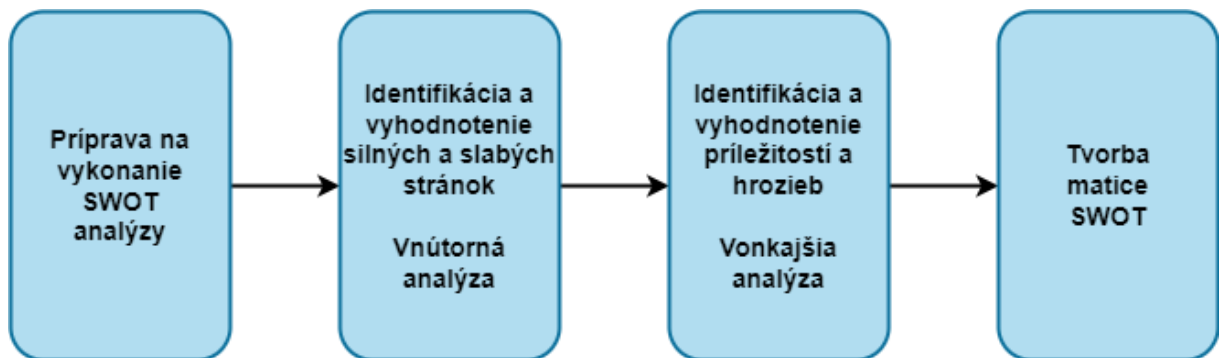 Príprava na
vykonanie
SWOT
analýzy
Identifikácia a
vyhodnotenie
silných a slabých
stránok
Vnútorná
analýza
Identifikácia a
vyhodnotenie
príležitostí a
hrozieb
Vonkajšia
analýza
Tvorba
matice
SWOT